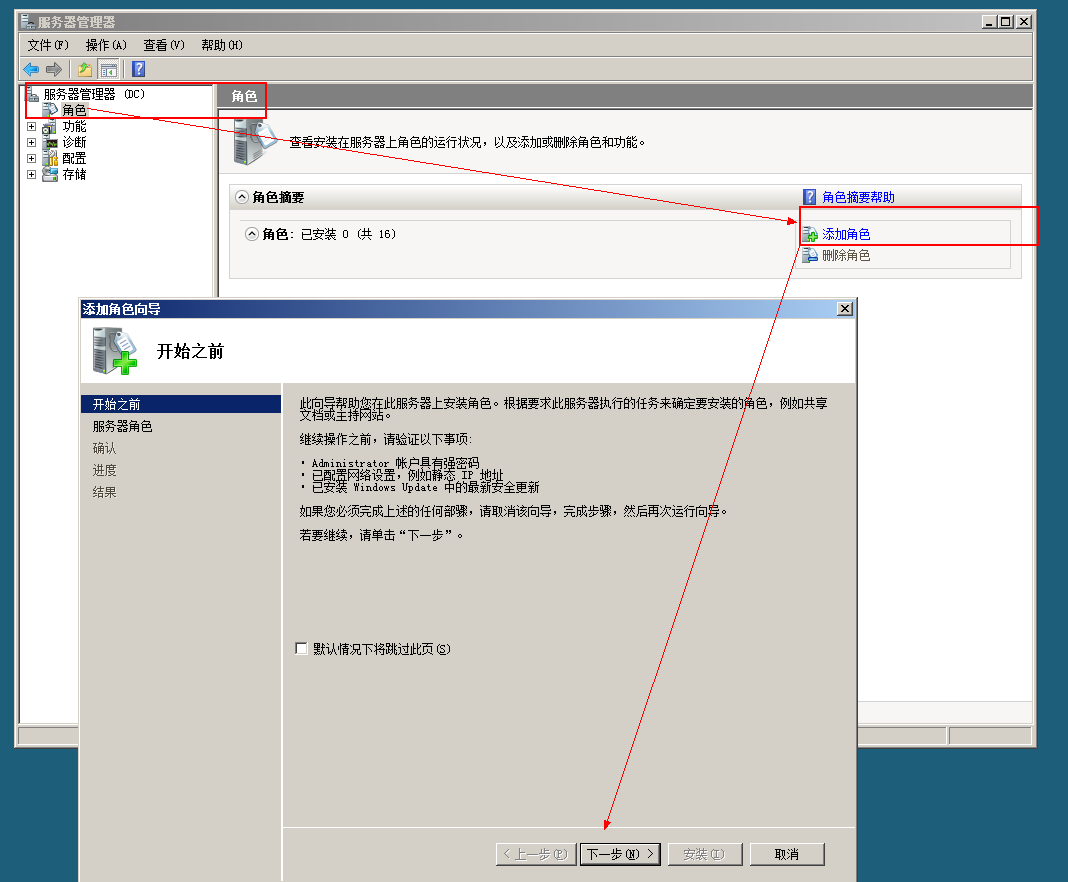 服务器管理器
文件(F) 操作(A) 查看(V) 帮助(H)
服务器管理器 (DC)
角色
功能
诊断
配置
存储
角色
查看安装在服务器上角色的运行状况，以及添加或删除角色和功能。
角色摘要
角色摘要帮助
角色: 已安装 0 (共 16)
添加角色
删除角色
添加角色向导
开始之前
开始之前
服务器角色
确认
进度
结果
此向导帮助您在此服务器上安装角色。根据要求此服务器执行的任务来确定要安装的角色，例如共享
文档或主持网站。
继续操作之前，请验证以下事项:
· Administrator 帐户具有强密码
· 已配置网络设置，例如静态 IP 地址
· 已安装 Windows Update 中的最新安全更新
如果您必须完成上述的任何部骤，请取消该向导，完成步骤，然后再次运行向导。
若要继续，请单击“下一步”。
默认情况下将跳过此页(S)
< 上一步(P) 下一步(N) > 安装(I) 取消